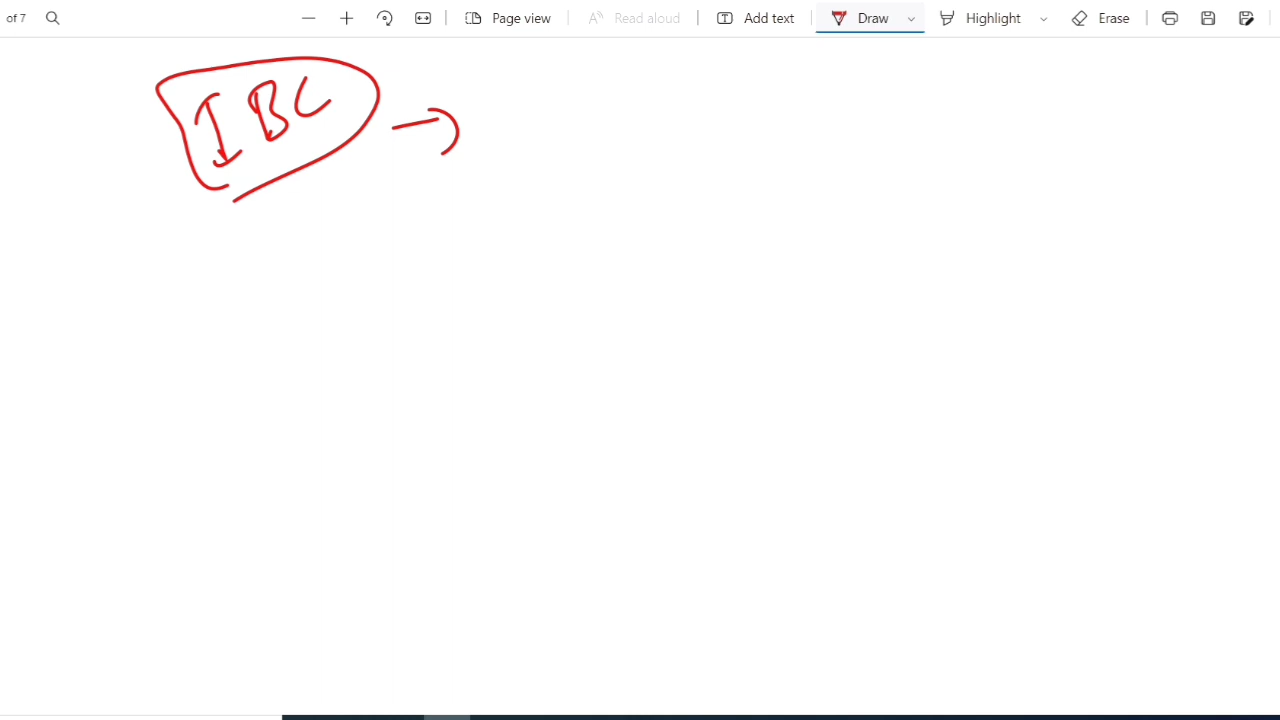 of 7 Page view Read aloud Add text Draw Highlight Erase
IBC →